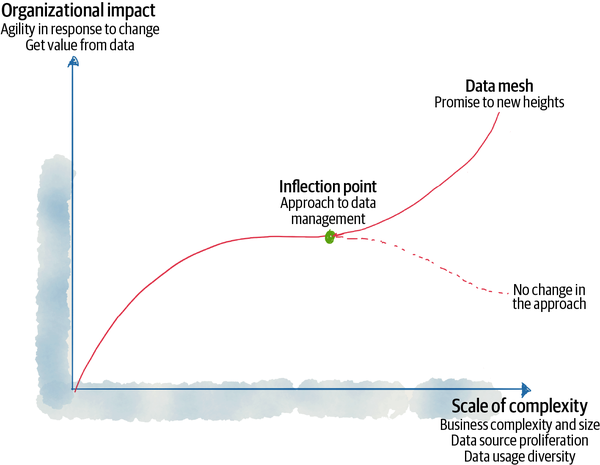 Organizational impact
Agility in response to change
Get value from data
Data mesh
Promise to new heights
Inflection point
Approach to data
management
No change in
the approach
Scale of complexity
Business complexity and size
Data source proliferation
Data usage diversity